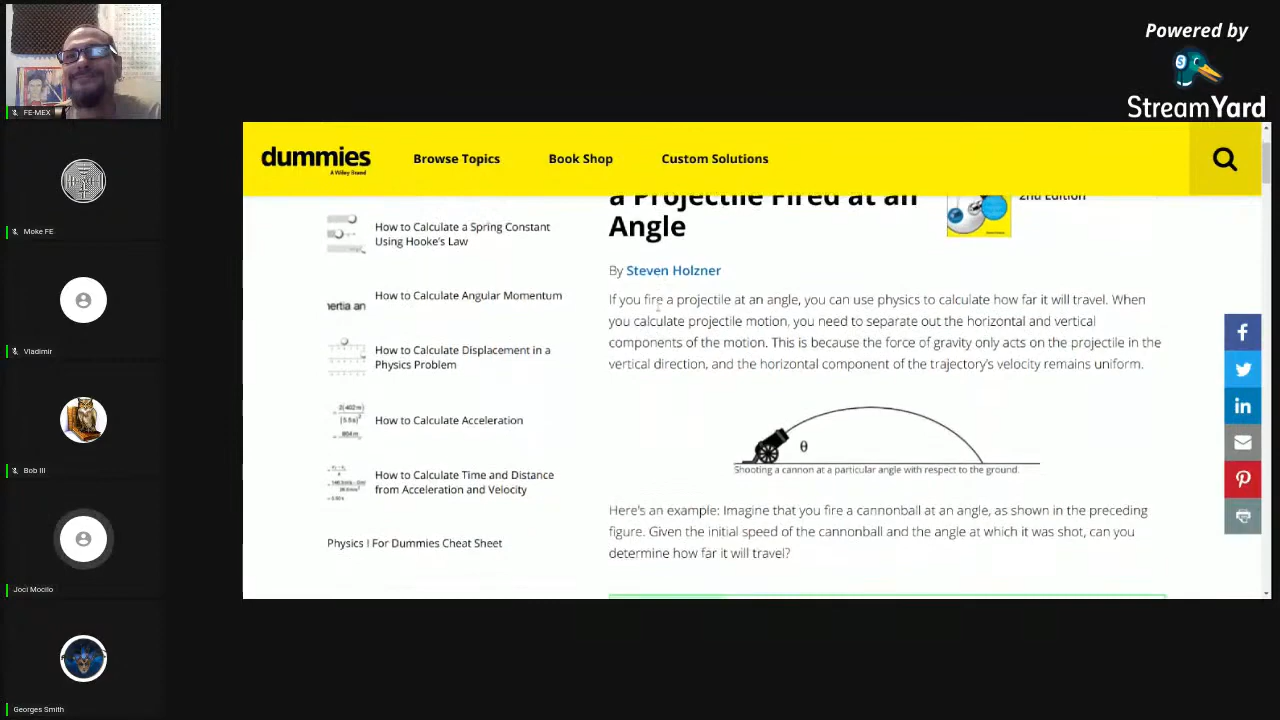 Powered by
StreamYard
FE-MEX
Moke FE
Vladimir
Bob III
Joci Mocilo
Georges Smith
dummies
A Wiley Brand
Browse Topics
Book Shop
Custom Solutions
a Projectile Fired at an
Angle
2nd Edition
How to Calculate a Spring Constant
Using Hooke's Law
nertia an
How to Calculate Angular Momentum
How to Calculate Displacement in a
Physics Problem
How to Calculate Acceleration
How to Calculate Time and Distance
from Acceleration and Velocity
Physics I For Dummies Cheat Sheet
By Steven Holzner
If you fire a projectile at an angle, you can use physics to calculate how far it will travel. When
you calculate projectile motion, you need to separate out the horizontal and vertical
components of the motion. This is because the force of gravity only acts on the projectile in the
vertical direction, and the horizontal component of the trajectory's velocity remains uniform.
θ
Shooting a cannon at a particular angle with respect to the ground.
Here's an example: Imagine that you fire a cannonball at an angle, as shown in the preceding
figure. Given the initial speed of the cannonball and the angle at which it was shot, can you
determine how far it will travel?